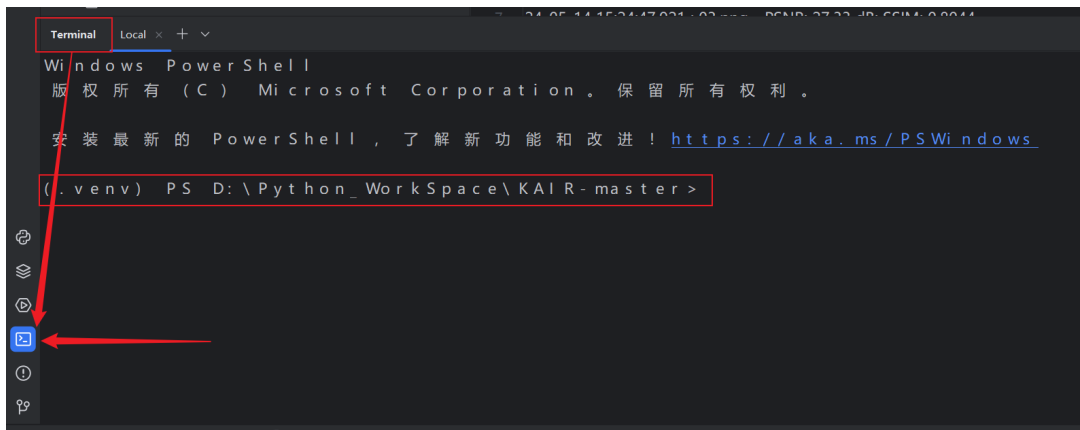 Terminal Local × + ∨
Windows PowerShell
版权所有 (C) Microsoft Corporation。保留所有权利。
安装最新的 PowerShell,了解新功能和改进!https://aka.ms/PSWindows
(.venv) PS D:\Python_WorkSpace\KAIR-master>